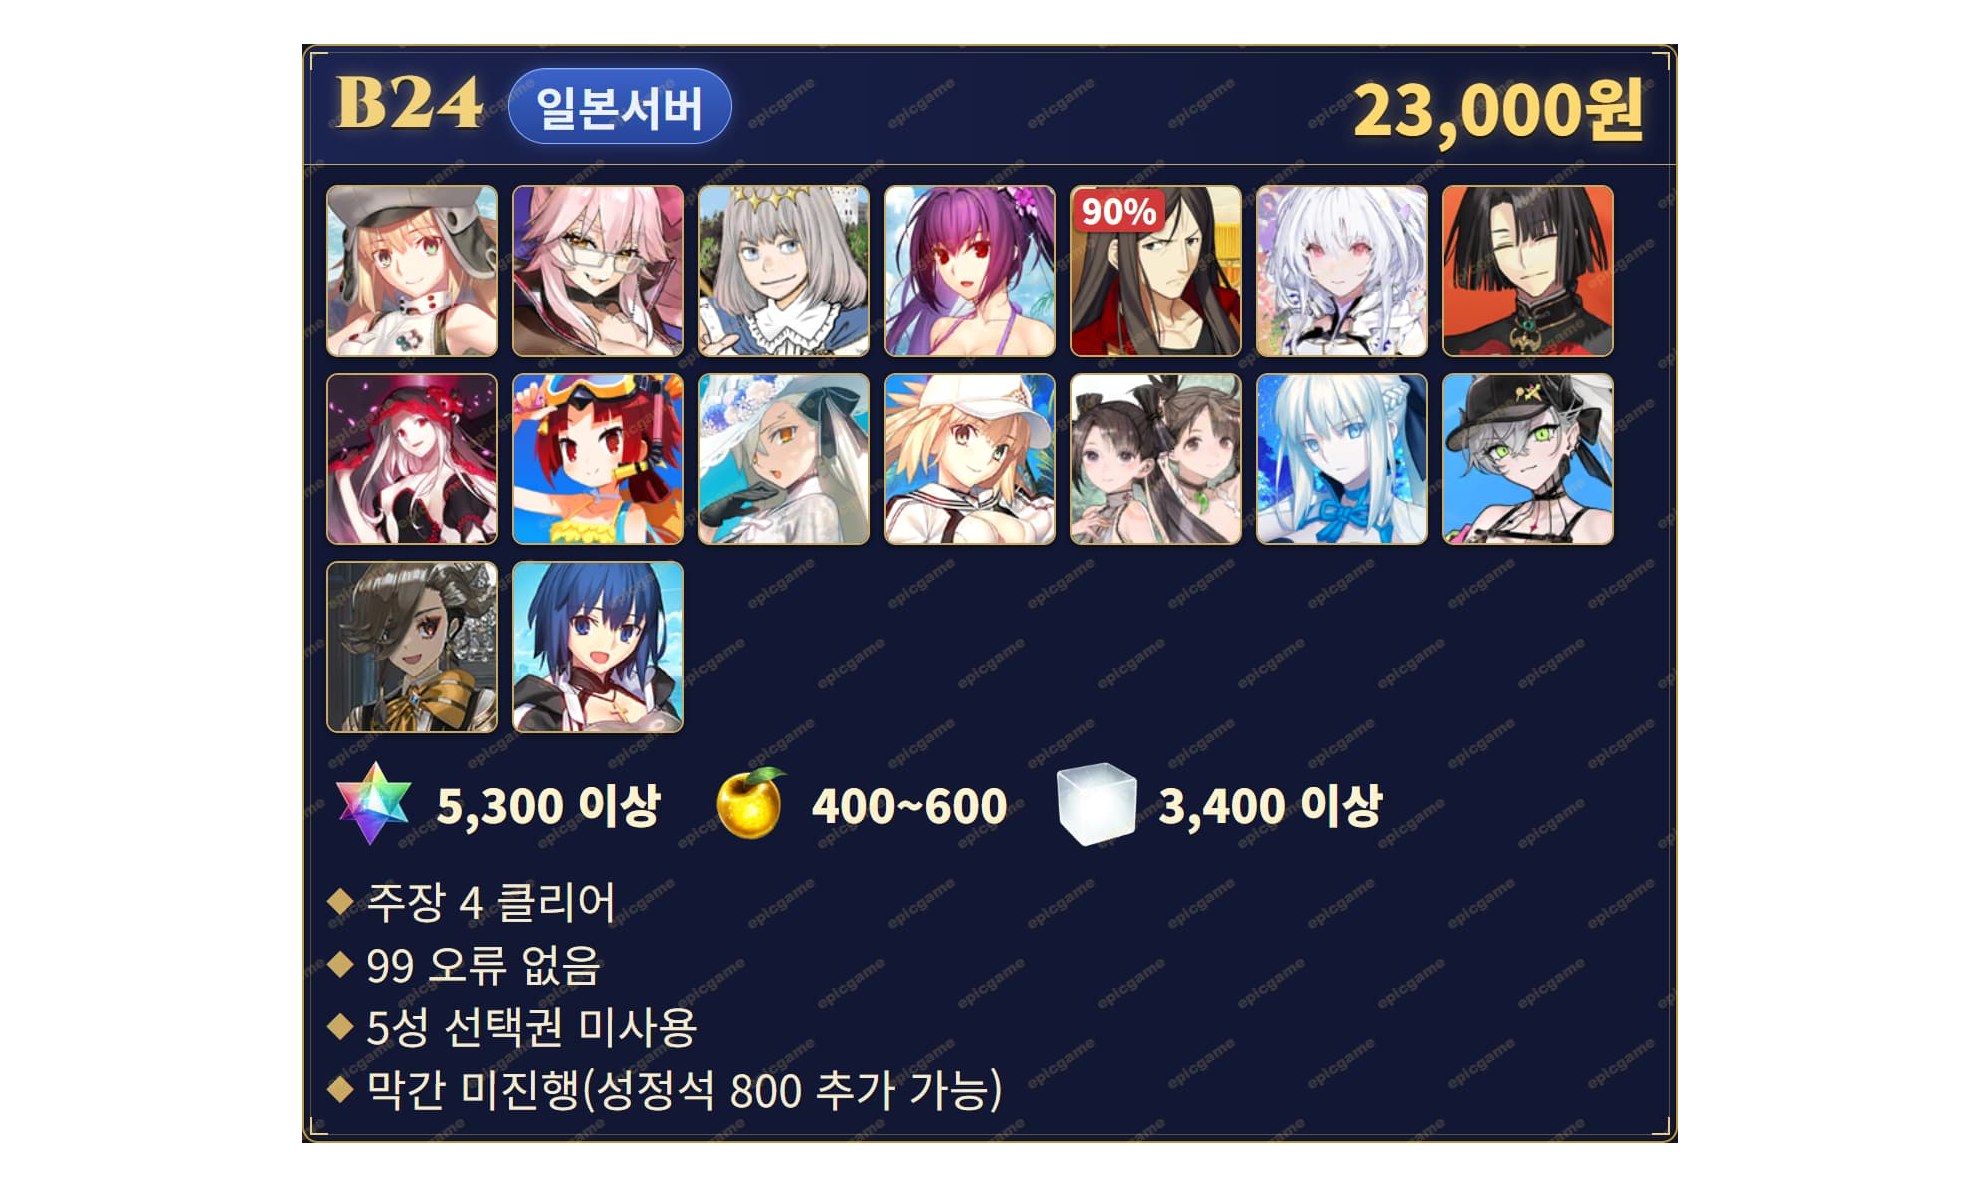 B24 일본서버 23,000원
90%
5,300 이상 400~600 3,400 이상
주장 4 클리어
99 오류 없음
5성 선택권 미사용
막간 미진행(성정석 800 추가 가능)
epicgame